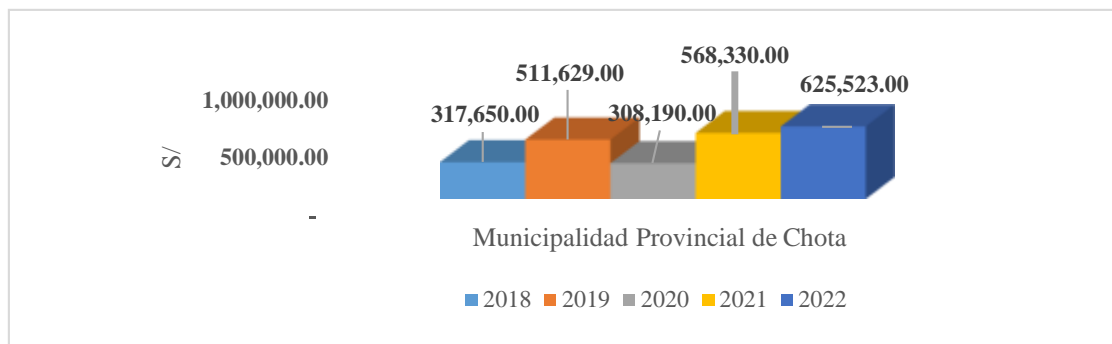 568,330.00
511,629.00
625,523.00
1,000,000.00
317,650.00
308,190.00
S/
500,000.00
-
Municipalidad Provincial de Chota
2018 2019 2020 2021 2022